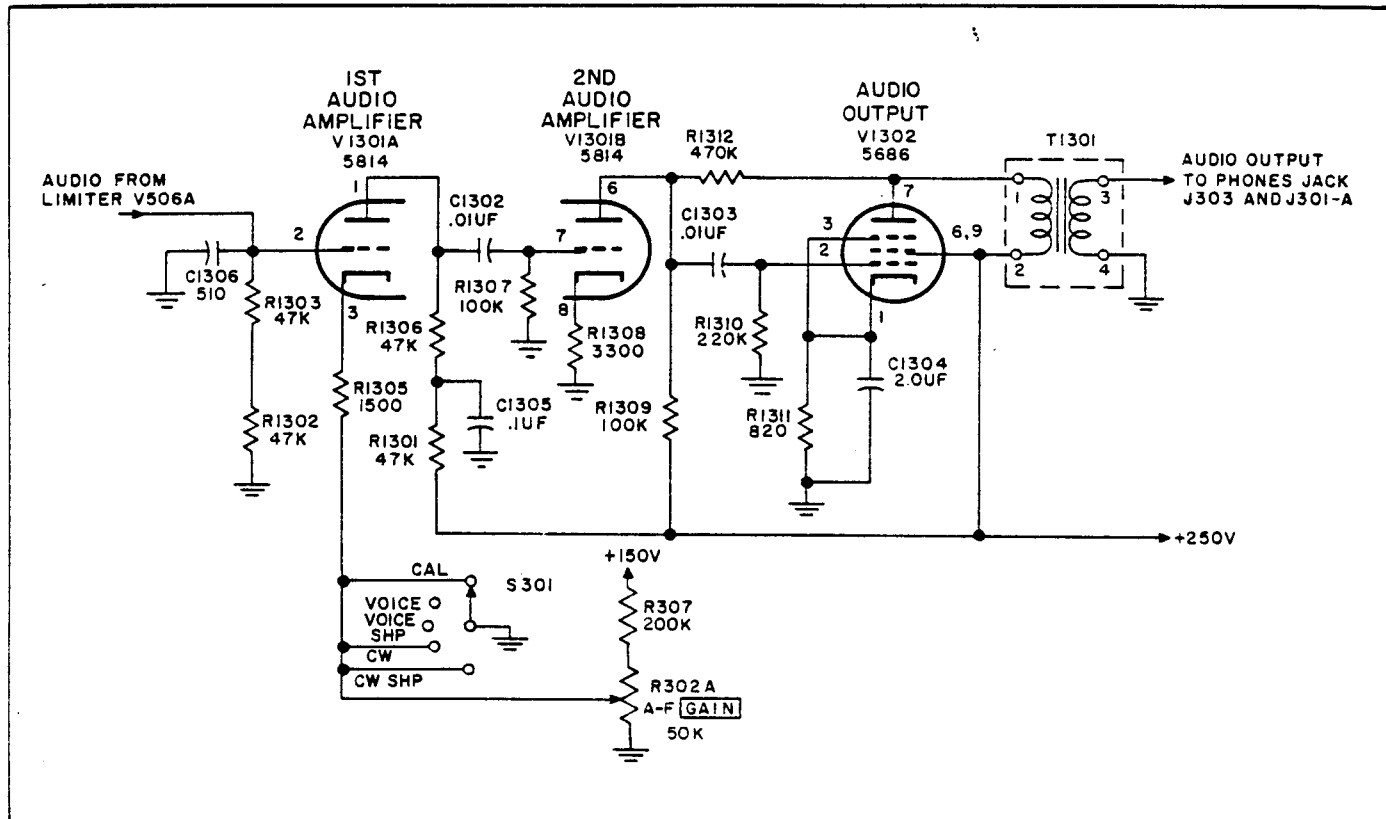 1ST
AUDIO
AMPLIFIER
V1301A
5814
2ND
AUDIO
AMPLIFIER
V1301B
5814
AUDIO
OUTPUT
V1302
5686
R1312
470K
T1301
AUDIO OUTPUT
TO PHONES JACK
J303 AND J301-A
AUDIO FROM
LIMITER V506A
1
2
3
C1306
510
R1303
47K
R1302
47K
R1305
1500
C1302
.01UF
R1306
47K
R1301
47K
C1305
.1UF
R1307
100K
6
7
8
R1308
3300
C1303
.01UF
R1309
100K
R1310
220K
7
3
2
6,9
1
R1311
820
C1304
2.0UF
1
2
3
4
+250V
+150V
CAL
S301
VOICE
VOICE
SHP
CW
CW SHP
R307
200K
R302A
A-F GAIN
50K